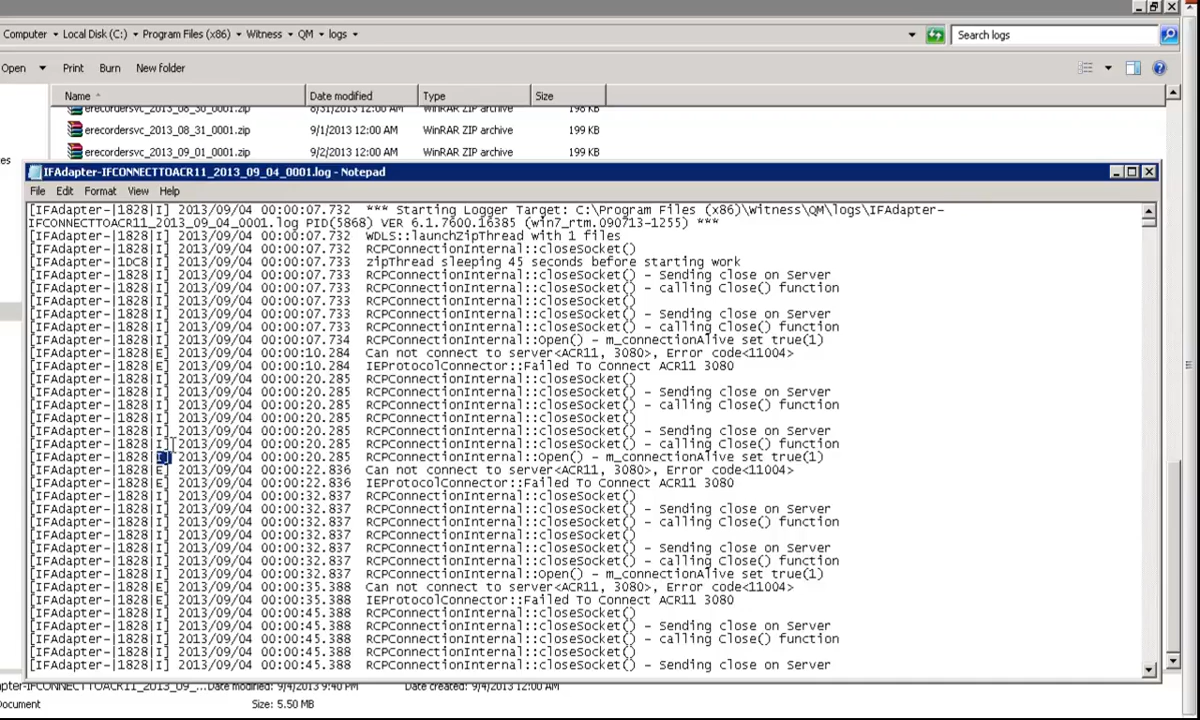 Computer ▾ Local Disk (C:) ▾ Program Files (x86) ▾ Witness ▾ QM ▾ logs ▾
Search logs
Open Print Burn New folder
Name Date modified Type Size
erecordersvc_2013_08_30_0001.zip 8/31/2013 12:00 AM WinRAR ZIP archive 198 KB
erecordersvc_2013_08_31_0001.zip 9/1/2013 12:00 AM WinRAR ZIP archive 199 KB
erecordersvc_2013_09_01_0001.zip 9/2/2013 12:00 AM WinRAR ZIP archive 199 KB
IFAdapter-IFCONNECTTOACR11_2013_09_04_0001.log - Notepad
File Edit Format View Help
[IFAdapter-|1828|I] 2013/09/04 00:00:07.732 *** Starting Logger Target: C:\Program Files (x86)\Witness\QM\logs\IFAdapter-
IFCONNECTTOACR11_2013_09_04_0001.log PID(5868) VER 6.1.7600.16385 (win7_rtm.090713-1255) ***
[IFAdapter-|1828|I] 2013/09/04 00:00:07.732 WDLS::launchZipThread with 1 files
[IFAdapter-|1828|I] 2013/09/04 00:00:07.732 RCPConnectionInternal::closeSocket()
[IFAdapter-|1DC8|I] 2013/09/04 00:00:07.733 zipThread sleeping 45 seconds before starting work
[IFAdapter-|1828|I] 2013/09/04 00:00:07.733 RCPConnectionInternal::closeSocket() - Sending close on Server
[IFAdapter-|1828|I] 2013/09/04 00:00:07.733 RCPConnectionInternal::closeSocket() - calling Close() function
[IFAdapter-|1828|I] 2013/09/04 00:00:07.733 RCPConnectionInternal::closeSocket()
[IFAdapter-|1828|I] 2013/09/04 00:00:07.733 RCPConnectionInternal::closeSocket() - Sending close on Server
[IFAdapter-|1828|I] 2013/09/04 00:00:07.733 RCPConnectionInternal::closeSocket() - calling Close() function
[IFAdapter-|1828|I] 2013/09/04 00:00:07.734 RCPConnectionInternal::Open() - m_connectionAlive set true(1)
[IFAdapter-|1828|E] 2013/09/04 00:00:10.284 Can not connect to server<ACR11, 3080>, Error code<11004>
[IFAdapter-|1828|E] 2013/09/04 00:00:10.284 IEProtocolConnector::Failed To Connect ACR11 3080
[IFAdapter-|1828|I] 2013/09/04 00:00:20.285 RCPConnectionInternal::closeSocket()
[IFAdapter-|1828|I] 2013/09/04 00:00:20.285 RCPConnectionInternal::closeSocket() - Sending close on Server
[IFAdapter-|1828|I] 2013/09/04 00:00:20.285 RCPConnectionInternal::closeSocket() - calling Close() function
[IFAdapter-|1828|I] 2013/09/04 00:00:20.285 RCPConnectionInternal::closeSocket()
[IFAdapter-|1828|I] 2013/09/04 00:00:20.285 RCPConnectionInternal::closeSocket() - Sending close on Server
[IFAdapter-|1828|I] 2013/09/04 00:00:20.285 RCPConnectionInternal::closeSocket() - calling Close() function
[IFAdapter-|1828|I] 2013/09/04 00:00:20.285 RCPConnectionInternal::Open() - m_connectionAlive set true(1)
[IFAdapter-|1828|E] 2013/09/04 00:00:22.836 Can not connect to server<ACR11, 3080>, Error code<11004>
[IFAdapter-|1828|E] 2013/09/04 00:00:22.836 IEProtocolConnector::Failed To Connect ACR11 3080
[IFAdapter-|1828|I] 2013/09/04 00:00:32.837 RCPConnectionInternal::closeSocket()
[IFAdapter-|1828|I] 2013/09/04 00:00:32.837 RCPConnectionInternal::closeSocket() - Sending close on Server
[IFAdapter-|1828|I] 2013/09/04 00:00:32.837 RCPConnectionInternal::closeSocket() - calling Close() function
[IFAdapter-|1828|I] 2013/09/04 00:00:32.837 RCPConnectionInternal::closeSocket()
[IFAdapter-|1828|I] 2013/09/04 00:00:32.837 RCPConnectionInternal::closeSocket() - Sending close on Server
[IFAdapter-|1828|I] 2013/09/04 00:00:32.837 RCPConnectionInternal::closeSocket() - calling Close() function
[IFAdapter-|1828|I] 2013/09/04 00:00:32.837 RCPConnectionInternal::Open() - m_connectionAlive set true(1)
[IFAdapter-|1828|E] 2013/09/04 00:00:35.388 Can not connect to server<ACR11, 3080>, Error code<11004>
[IFAdapter-|1828|E] 2013/09/04 00:00:35.388 IEProtocolConnector::Failed To Connect ACR11 3080
[IFAdapter-|1828|I] 2013/09/04 00:00:45.388 RCPConnectionInternal::closeSocket()
[IFAdapter-|1828|I] 2013/09/04 00:00:45.388 RCPConnectionInternal::closeSocket() - Sending close on Server
[IFAdapter-|1828|I] 2013/09/04 00:00:45.388 RCPConnectionInternal::closeSocket() - calling Close() function
[IFAdapter-|1828|I] 2013/09/04 00:00:45.388 RCPConnectionInternal::closeSocket()
[IFAdapter-|1828|I] 2013/09/04 00:00:45.388 RCPConnectionInternal::closeSocket() - Sending close on Server
pter-IFCONNECTTOACR11_2013_09_... Date modified: 9/4/2013 9:40 PM Date created: 9/4/2013 12:00 AM
ocument Size: 5.50 MB